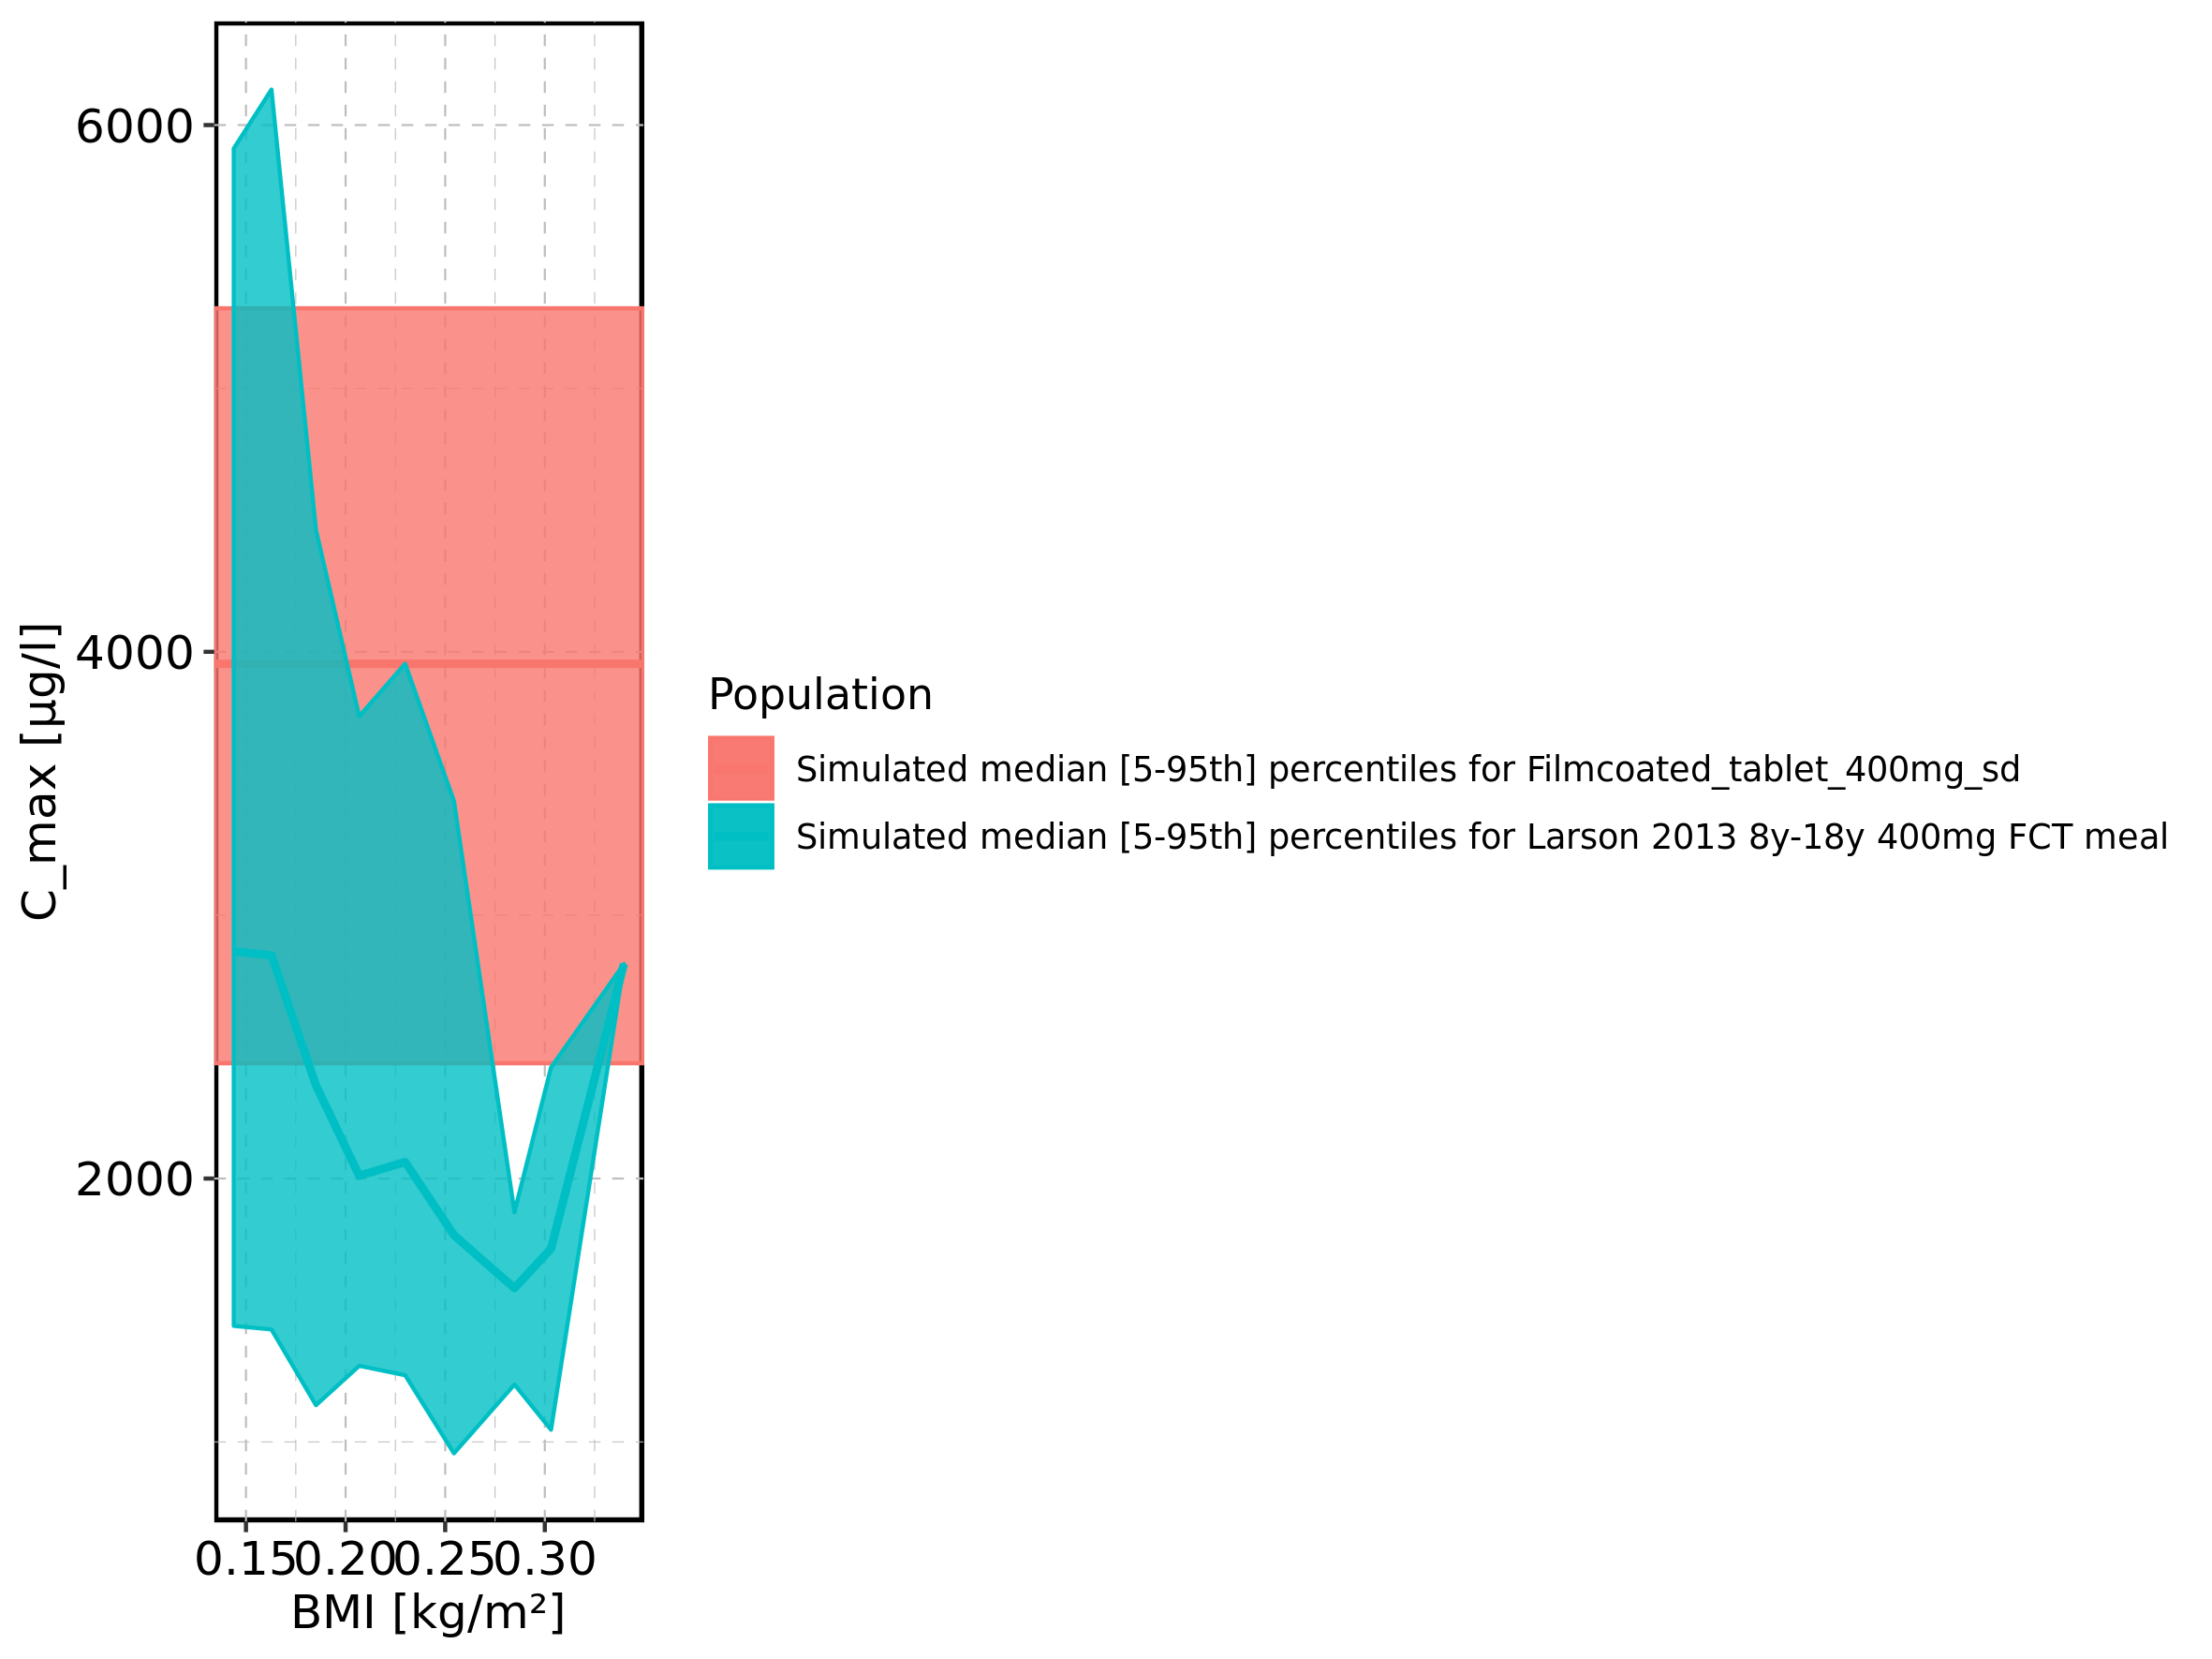 6000
4000
2000
C_max [µg/l]
0.15 0.20 0.25 0.30
BMI [kg/m²]
Population
Simulated median [5-95th] percentiles for Filmcoated_tablet_400mg_sd
Simulated median [5-95th] percentiles for Larson 2013 8y-18y 400mg FCT meal